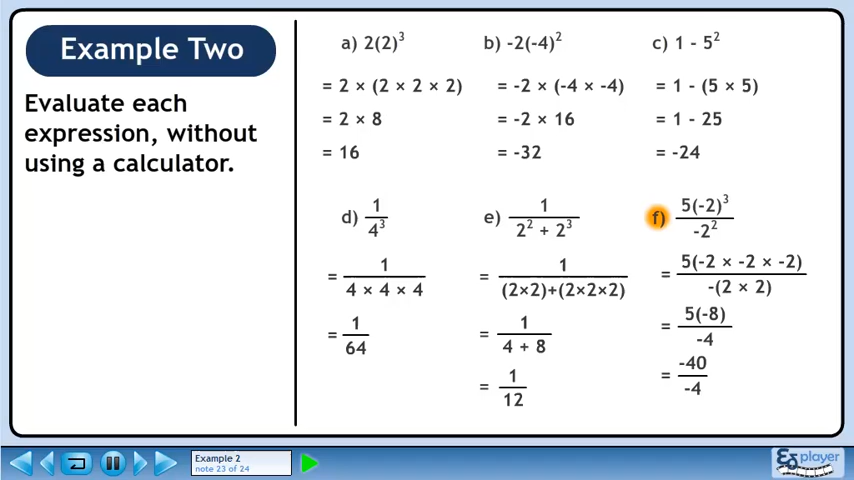 Example Two
Evaluate each
expression, without
using a calculator.
a) 2(2)³
= 2 × (2 × 2 × 2)
= 2 × 8
= 16
b) -2(-4)²
= -2 × (-4 × -4)
= -2 × 16
= -32
c) 1 - 5²
= 1 - (5 × 5)
= 1 - 25
= -24
d) 1/4³
= 1/(4 × 4 × 4)
= 1/64
e) 1/(2² + 2³)
= 1/((2×2)+(2×2×2))
= 1/(4 + 8)
= 1/12
f) 5(-2)³/-2²
= 5(-2 × -2 × -2)/-(2 × 2)
= 5(-8)/-4
= -40/-4
Example 2
note 23 of 24
player